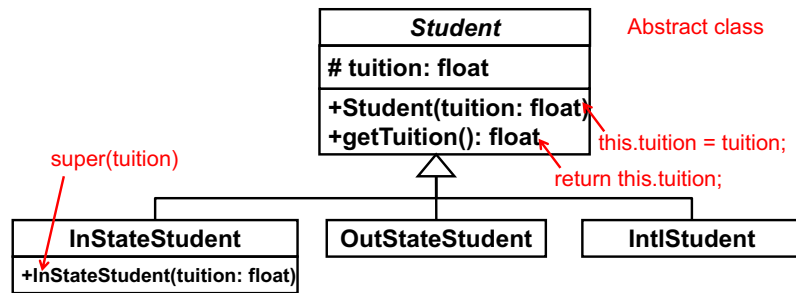 Student
Abstract class
# tuition: float
+Student(tuition: float)
+getTuition(): float
this.tuition = tuition;
return this.tuition;
super(tuition)
InStateStudent
+InStateStudent(tuition: float)
OutStateStudent
IntlStudent